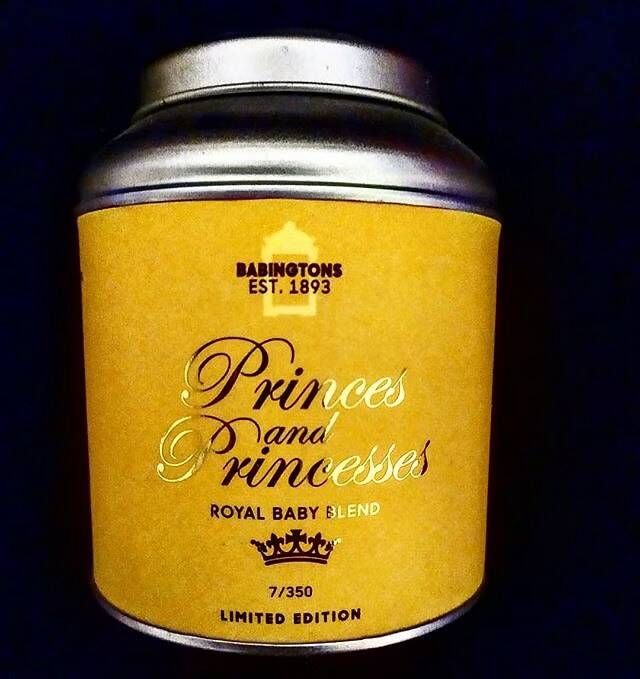 BABINGTONS
EST. 1893
Princes
and
Princesses
ROYAL BABY BLEND
7/350
LIMITED EDITION